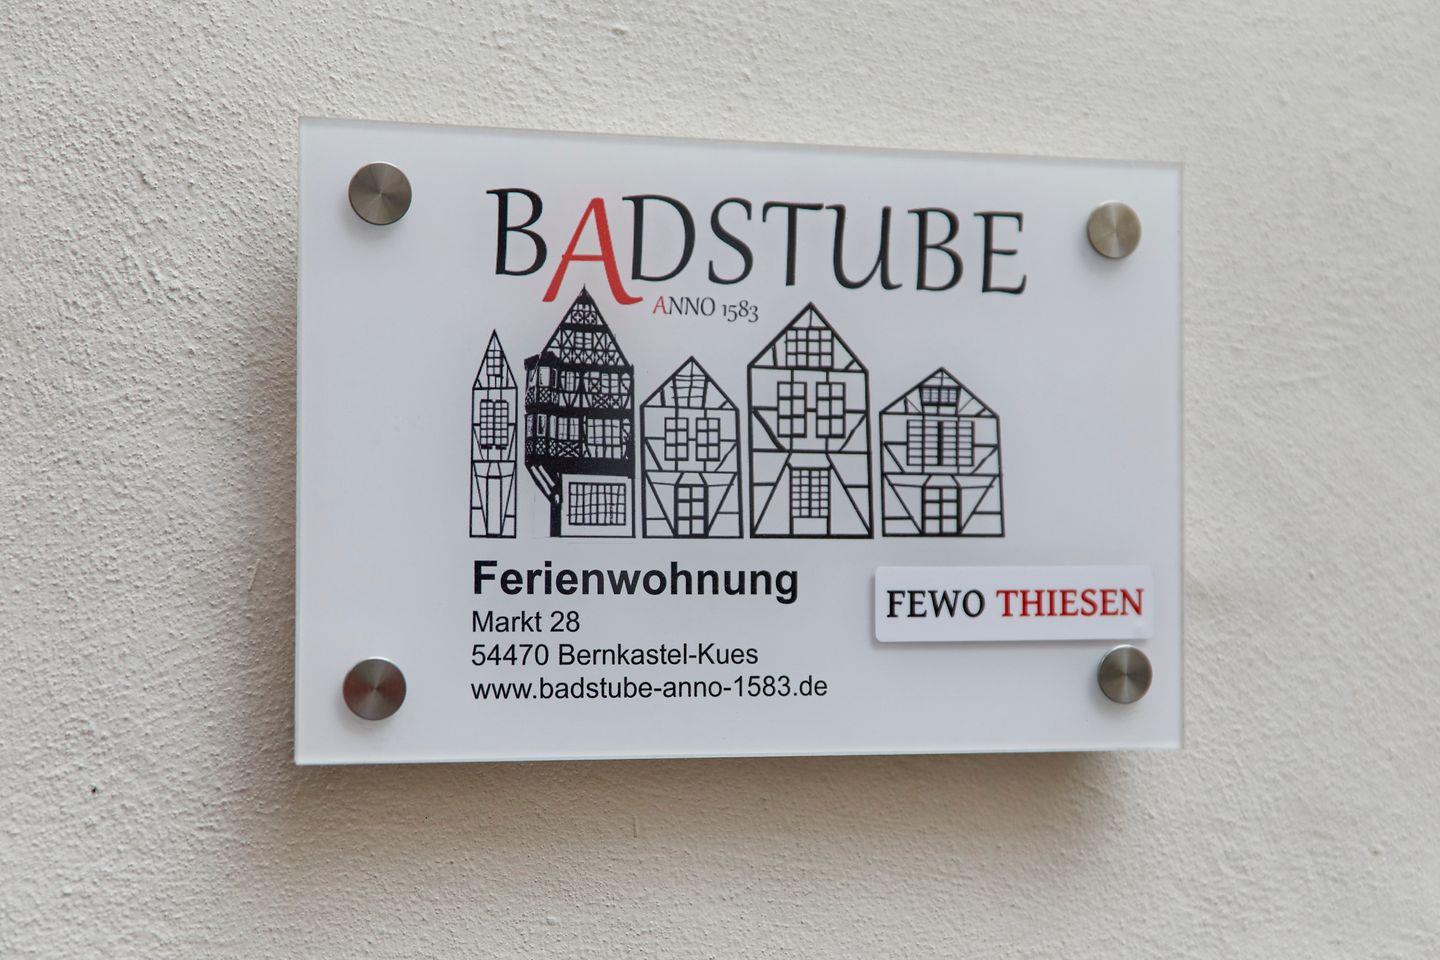 BADSTUBE
ANNO 1583
Ferienwohnung
Markt 28
54470 Bernkastel-Kues
www.badstube-anno-1583.de
FEWO THIESEN